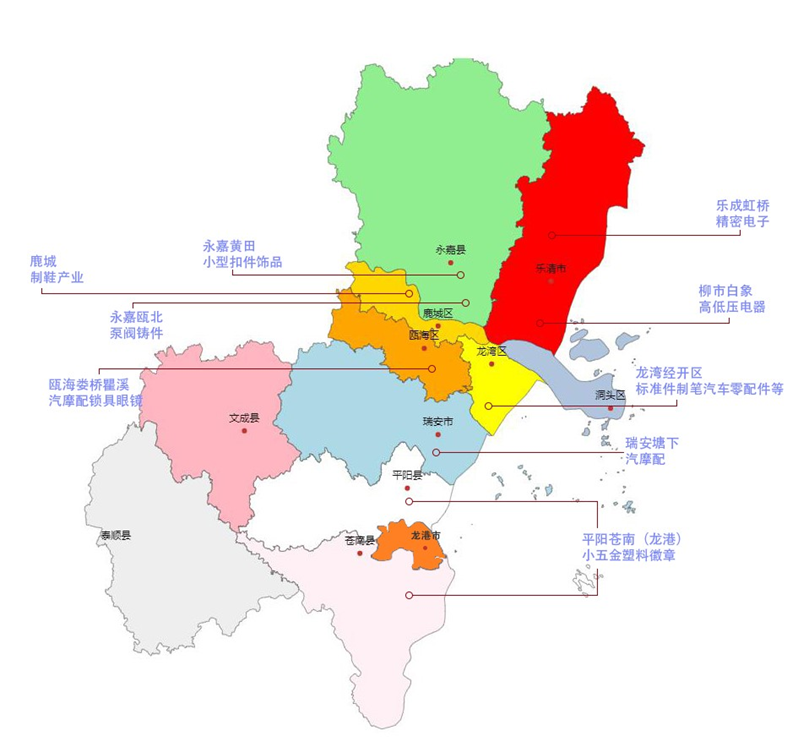 乐成虹桥
精密电子
永嘉黄田
小型扣件饰品
永嘉县
鹿城
制鞋产业
乐清市
柳市白象
高低压电器
永嘉瓯北
泵阀铸件
鹿城区
瓯海区
龙湾区
瓯海娄桥瞿溪
汽摩配锁具眼镜
龙湾经开区
标准件制笔汽车零配件等
洞头区
文成县
瑞安市
瑞安塘下
汽摩配
平阳县
泰顺县
苍南县
龙港市
平阳苍南（龙港）
小五金塑料徽章